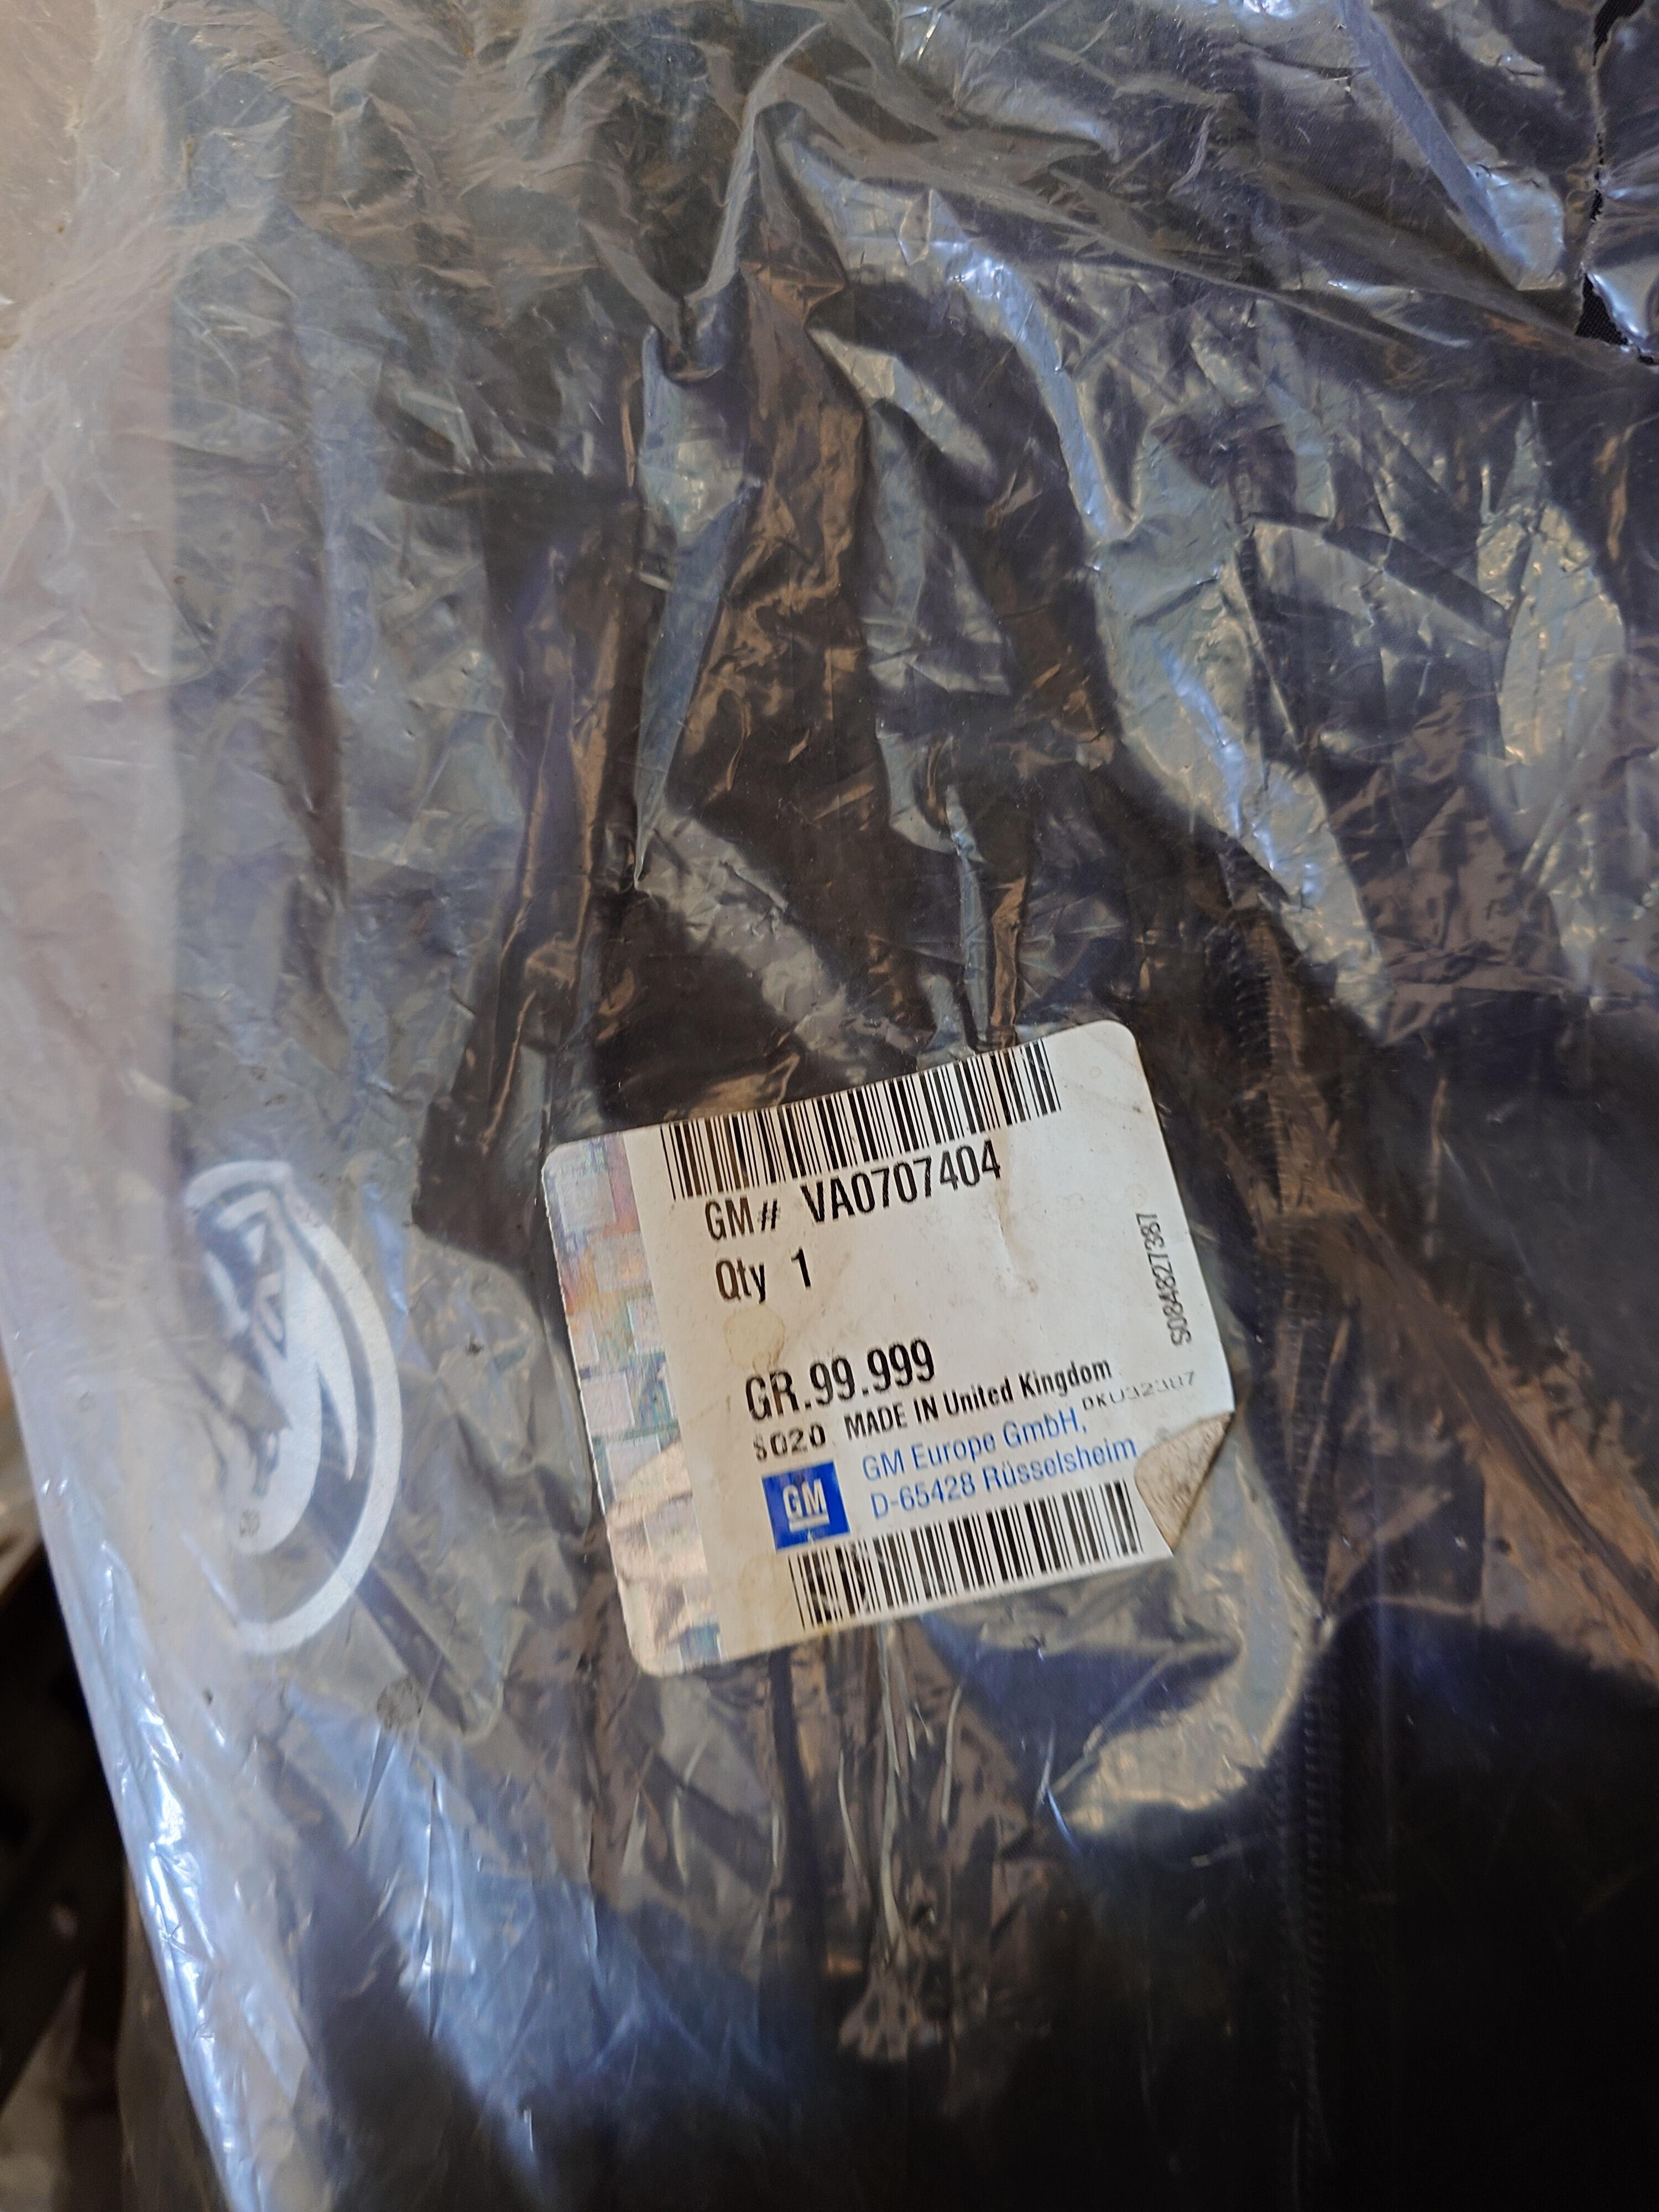 GM# VA0707404
Qty 1
S084827387
GR.99.999
S020 MADE IN United Kingdom
DKU32387
GM Europe GmbH,
D-65428 Rüsselsheim
GM